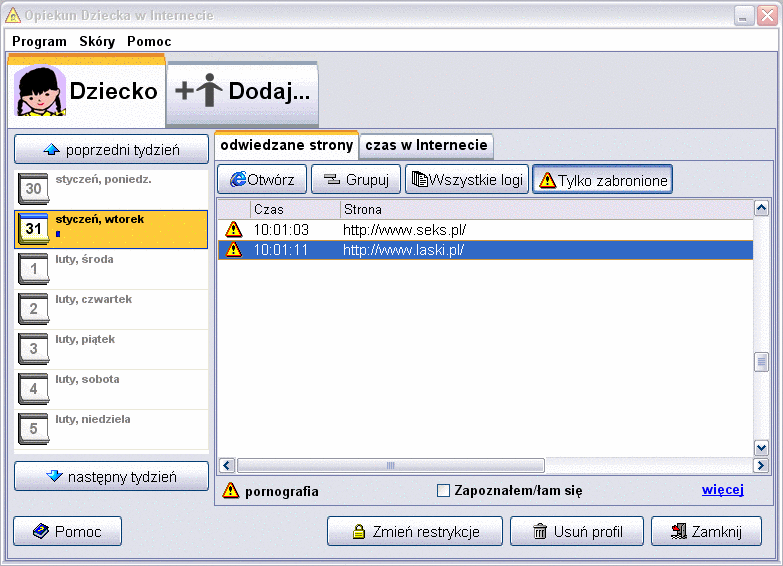 Opiekun Dziecka w Internecie
Program Skóry Pomoc
Dziecko
Dodaj...
poprzedni tydzień
30 styczeń, poniedz.
31 styczeń, wtorek
1 luty, środa
2 luty, czwartek
3 luty, piątek
4 luty, sobota
5 luty, niedziela
następny tydzień
odwiedzane strony czas w Internecie
Otwórz Grupuj Wszystkie logi Tylko zabronione
Czas Strona
10:01:03 http://www.seks.pl/
10:01:11 http://www.laski.pl/
pornografia Zapoznałem/łam się więcej
Pomoc Zmień restrykcje Usuń profil Zamknij